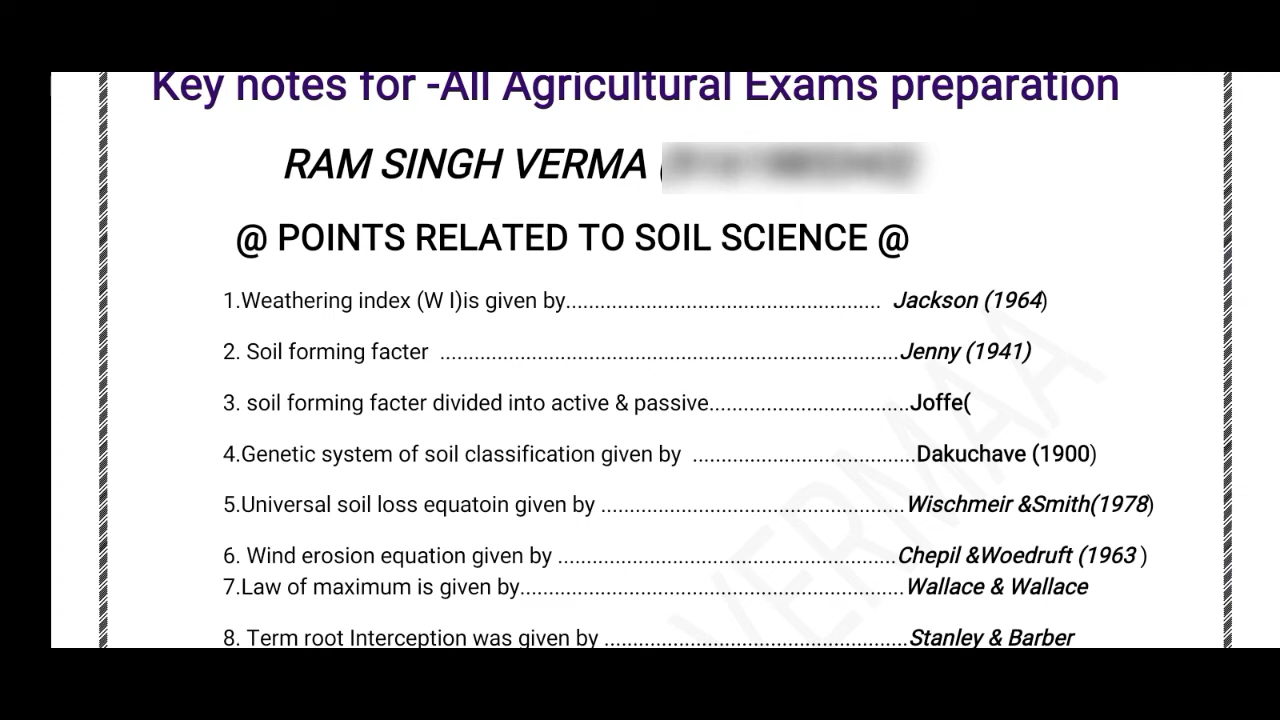 Key notes for -All Agricultural Exams preparation
RAM SINGH VERMA (
@ POINTS RELATED TO SOIL SCIENCE @
1.Weathering index (W I)is given by....................................................... Jackson (1964)
2. Soil forming facter ................................................................................Jenny (1941)
3. soil forming facter divided into active & passive...................................Joffe(
4.Genetic system of soil classification given by .......................................Dakuchave (1900)
5.Universal soil loss equatoin given by .....................................................Wischmeir &Smith(1978)
6. Wind erosion equation given by ...........................................................Chepil &Woedruft (1963 )
7.Law of maximum is given by...................................................................Wallace & Wallace
8. Term root Interception was given by .....................................................Stanley & Barber
VERMAA